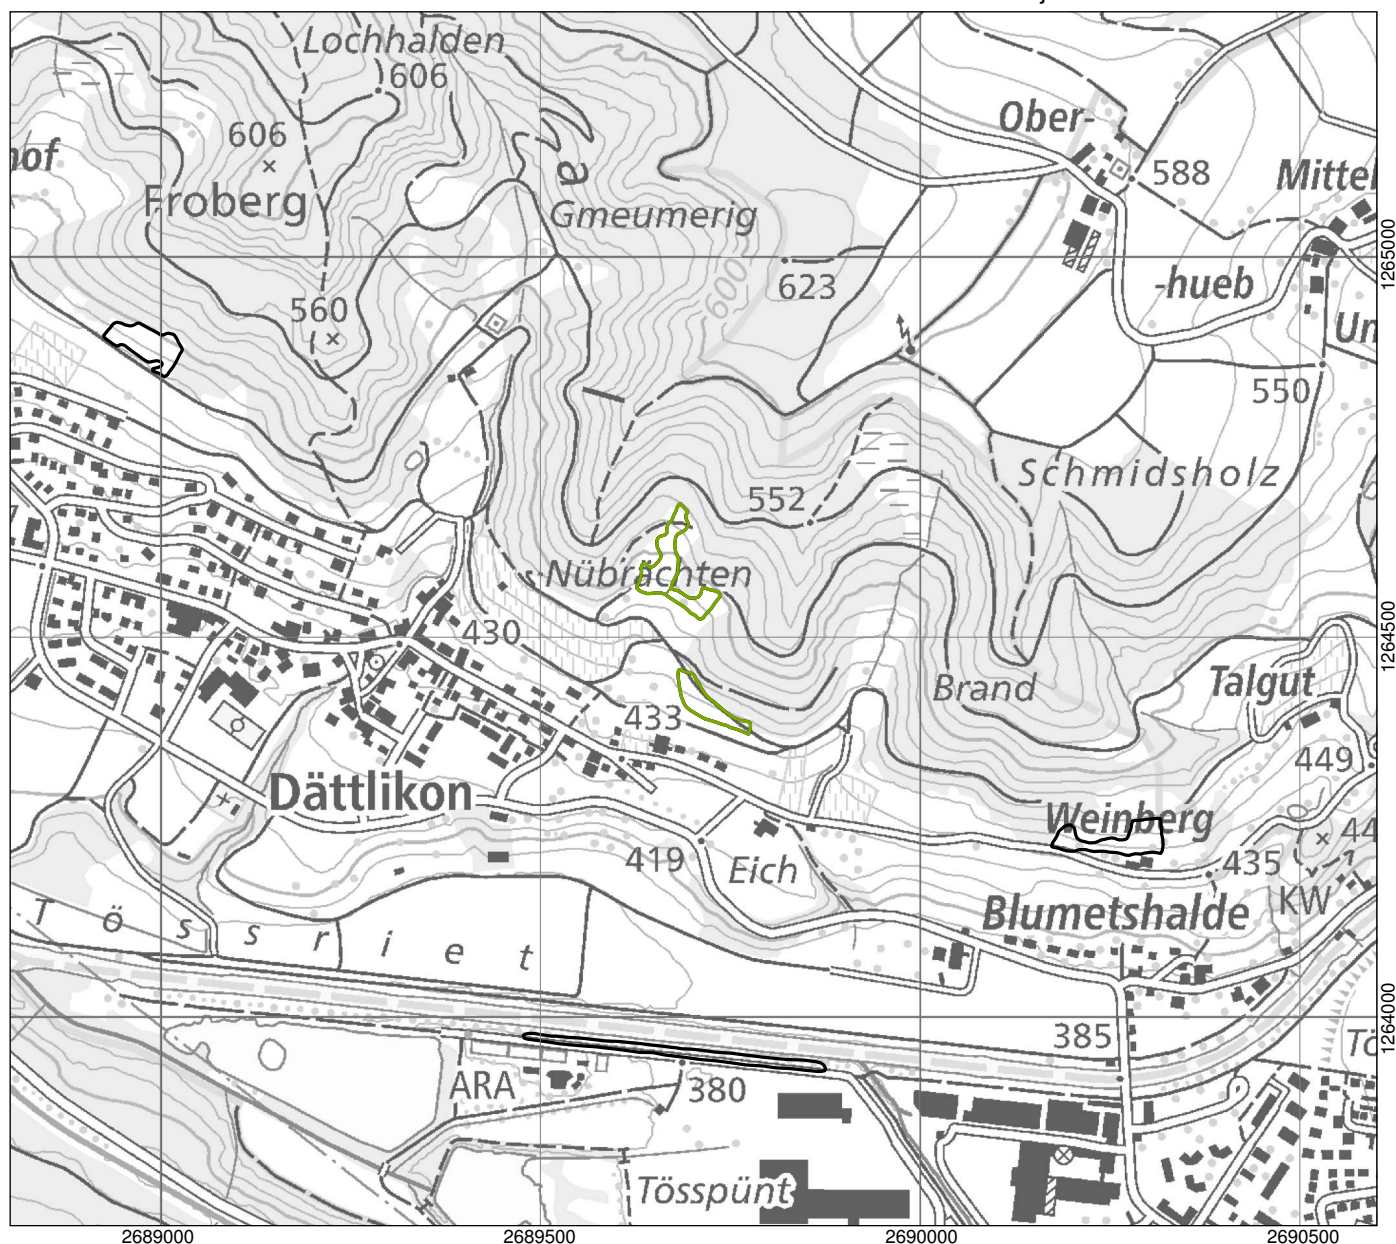 Lochhalden
606
Ober-
606
a
588
hof
Mittel
Froberg
Gmeumerig
1265000
623
600
-hueb
560
Un
550
Schmidsholz
552
Nübrächten
430
1264500
Talgut
Brand
433
449
Dättlikon
Weinberg
44
419
Eich
435
KW
Blumetshalde
T ö s s r i e t
1264000
385
Tö
ARA
380
Tösspünt
2689000
2689500
2690000
2690500